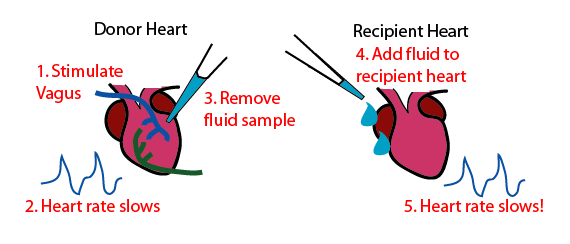 Donor Heart
Recipient Heart
1. Stimulate
Vagus
3. Remove
fluid sample
4. Add fluid to
recipient heart
2. Heart rate slows
5. Heart rate slows!